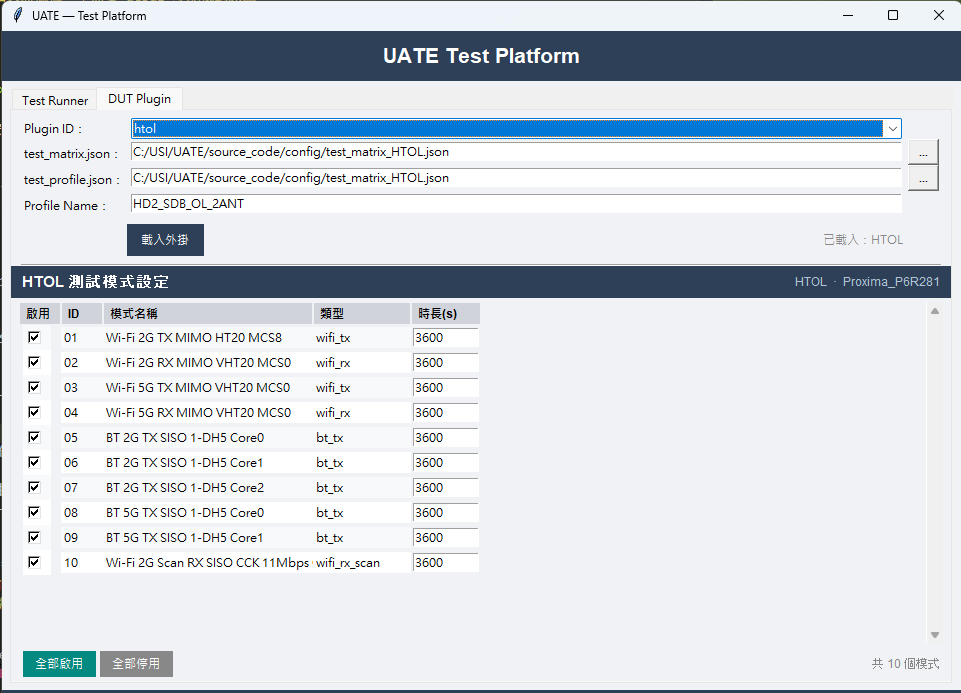 UATE — Test Platform
UATE Test Platform
Test Runner DUT Plugin
Plugin ID： htol
test_matrix.json： C:/USI/UATE/source_code/config/test_matrix_HTOL.json ...
test_profile.json： C:/USI/UATE/source_code/config/test_matrix_HTOL.json ...
Profile Name： HD2_SDB_OL_2ANT
載入外掛 已載入：HTOL
HTOL 測試模式設定 HTOL · Proxima_P6R281
啟用 ID 模式名稱 類型 時長(s)
01 Wi-Fi 2G TX MIMO HT20 MCS8 wifi_tx 3600
02 Wi-Fi 2G RX MIMO VHT20 MCS0 wifi_rx 3600
03 Wi-Fi 5G TX MIMO VHT20 MCS0 wifi_tx 3600
04 Wi-Fi 5G RX MIMO VHT20 MCS0 wifi_rx 3600
05 BT 2G TX SISO 1-DH5 Core0 bt_tx 3600
06 BT 2G TX SISO 1-DH5 Core1 bt_tx 3600
07 BT 2G TX SISO 1-DH5 Core2 bt_tx 3600
08 BT 5G TX SISO 1-DH5 Core0 bt_tx 3600
09 BT 5G TX SISO 1-DH5 Core1 bt_tx 3600
10 Wi-Fi 2G Scan RX SISO CCK 11Mbps wifi_rx_scan 3600
全部啟用 全部停用 共 10 個模式